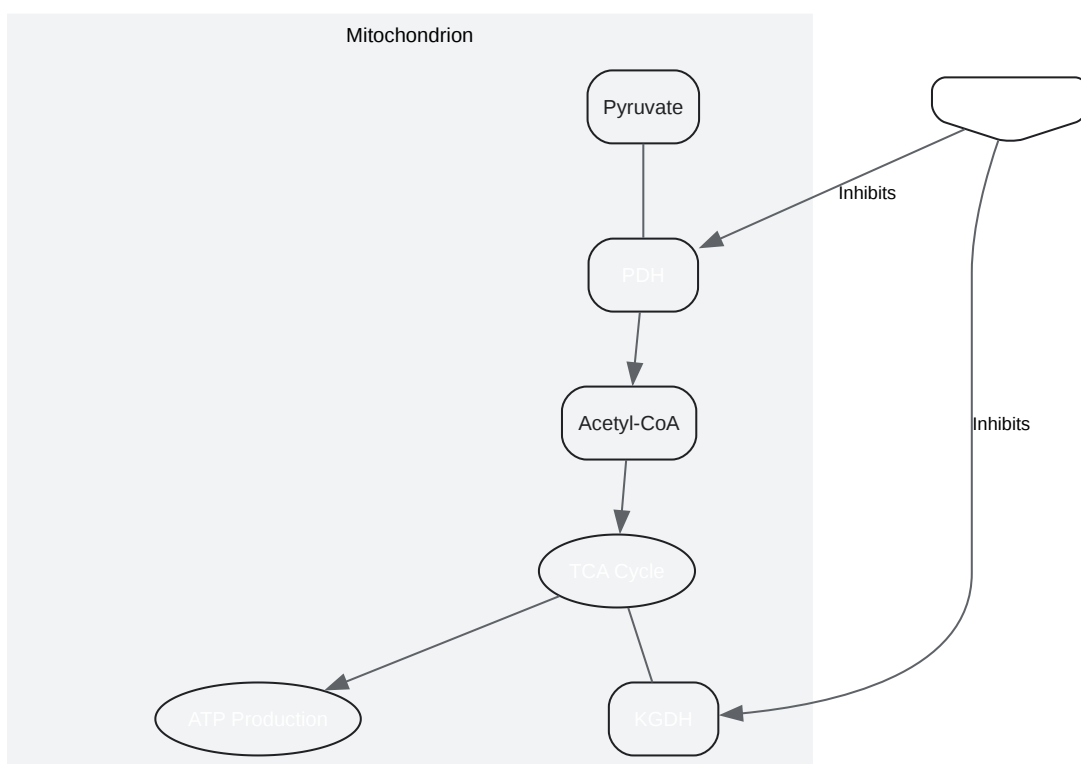 Mitochondrion
Pyruvate
Inhibits
PDH
Acetyl-CoA
Inhibits
TCA Cycle
ATP Production
KGDH